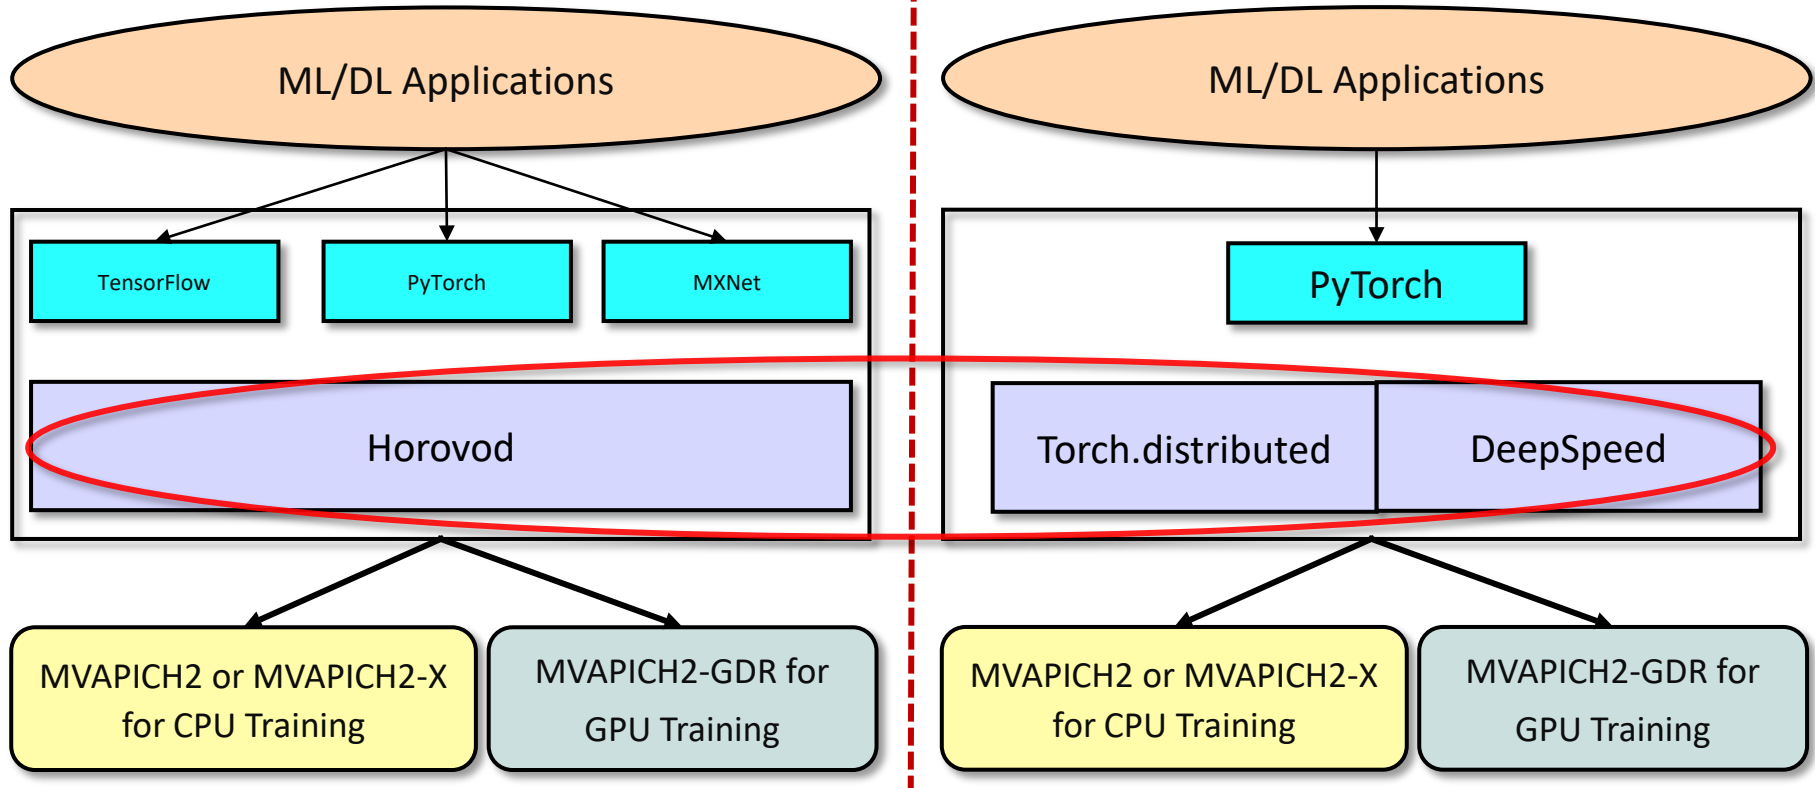 ML/DL Applications
TensorFlow
PyTorch
MXNet
Horovod
MVAPICH2 or MVAPICH2-X
for CPU Training
MVAPICH2-GDR for
GPU Training
ML/DL Applications
PyTorch
Torch.distributed
DeepSpeed
MVAPICH2 or MVAPICH2-X
for CPU Training
MVAPICH2-GDR for
GPU Training